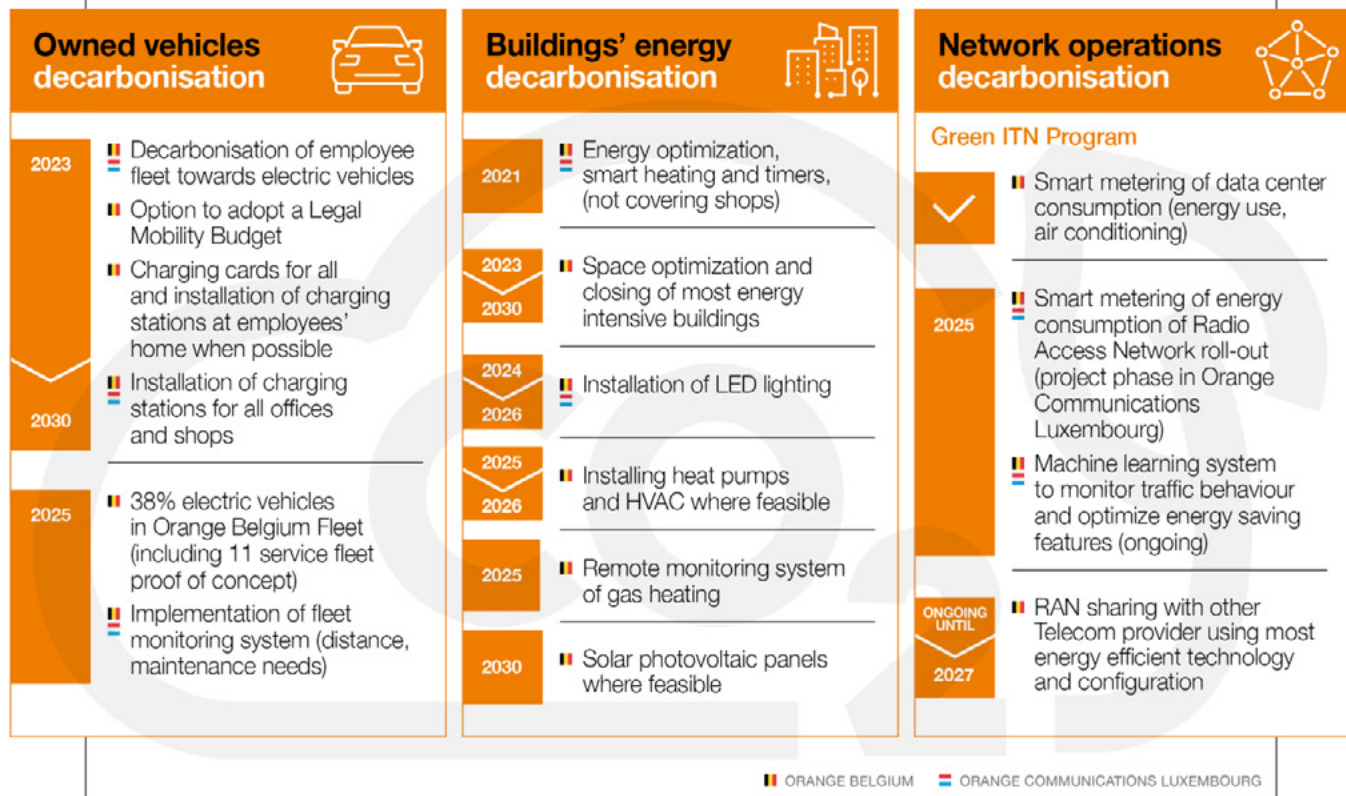 Owned vehicles
decarbonisation
2023
2030
Decarbonisation of employee
fleet towards electric vehicles
Option to adopt a Legal
Mobility Budget
Charging cards for all
and installation of charging
stations at employees'
home when possible
Installation of charging
stations for all offices
and shops
2025
38% electric vehicles
in Orange Belgium Fleet
(including 11 service fleet
proof of concept)
Implementation of fleet
monitoring system (distance,
maintenance needs)
Buildings' energy
decarbonisation
2021
Energy optimization,
smart heating and timers,
(not covering shops)
2023
2030
Space optimization and
closing of most energy
intensive buildings
2024
2026
Installation of LED lighting
2025
2026
Installing heat pumps
and HVAC where feasible
2025
Remote monitoring system
of gas heating
2030
Solar photovoltaic panels
where feasible
Network operations
decarbonisation
Green ITN Program
Smart metering of data center
consumption (energy use,
air conditioning)
2025
Smart metering of energy
consumption of Radio
Access Network roll-out
(project phase in Orange
Communications
Luxembourg)
Machine learning system
to monitor traffic behaviour
and optimize energy saving
features (ongoing)
ONGOING
UNTIL
2027
RAN sharing with other
Telecom provider using most
energy efficient technology
and configuration
CO2
ORANGE BELGIUM
ORANGE COMMUNICATIONS LUXEMBOURG